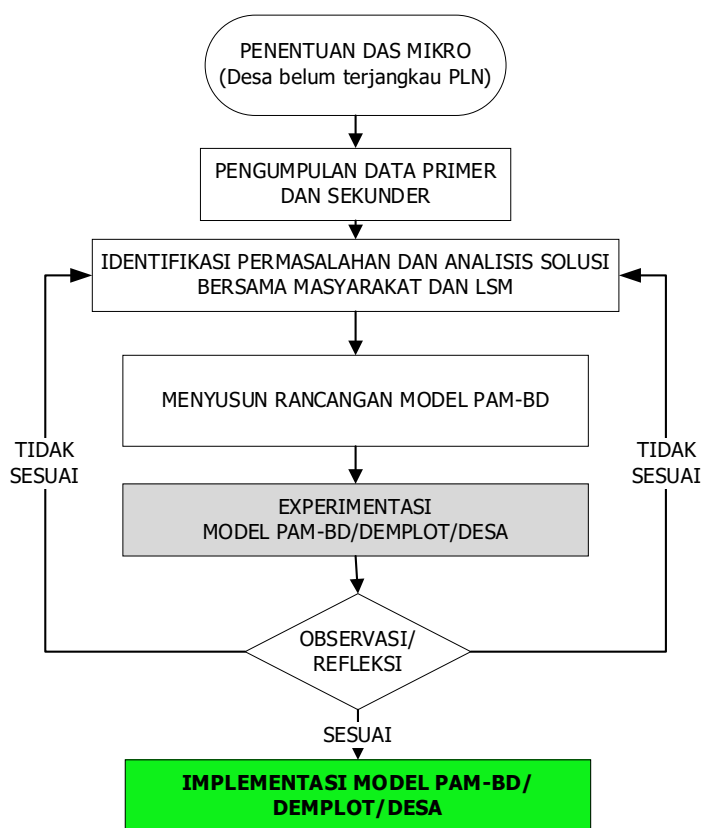 PENENTUAN DAS MIKRO
(Desa belum terjangkau PLN)
PENGUMPULAN DATA PRIMER
DAN SEKUNDER
IDENTIFIKASI PERMASALAHAN DAN ANALISIS SOLUSI
BERSAMA MASYARAKAT DAN LSM
MENYUSUN RANCANGAN MODEL PAM-BD
TIDAK
SESUAI
TIDAK
SESUAI
EXPERIMENTASI
MODEL PAM-BD/DEMPLOT/DESA
OBSERVASI/
REFLEKSI
SESUAI
IMPLEMENTASI MODEL PAM-BD/
DEMPLOT/DESA